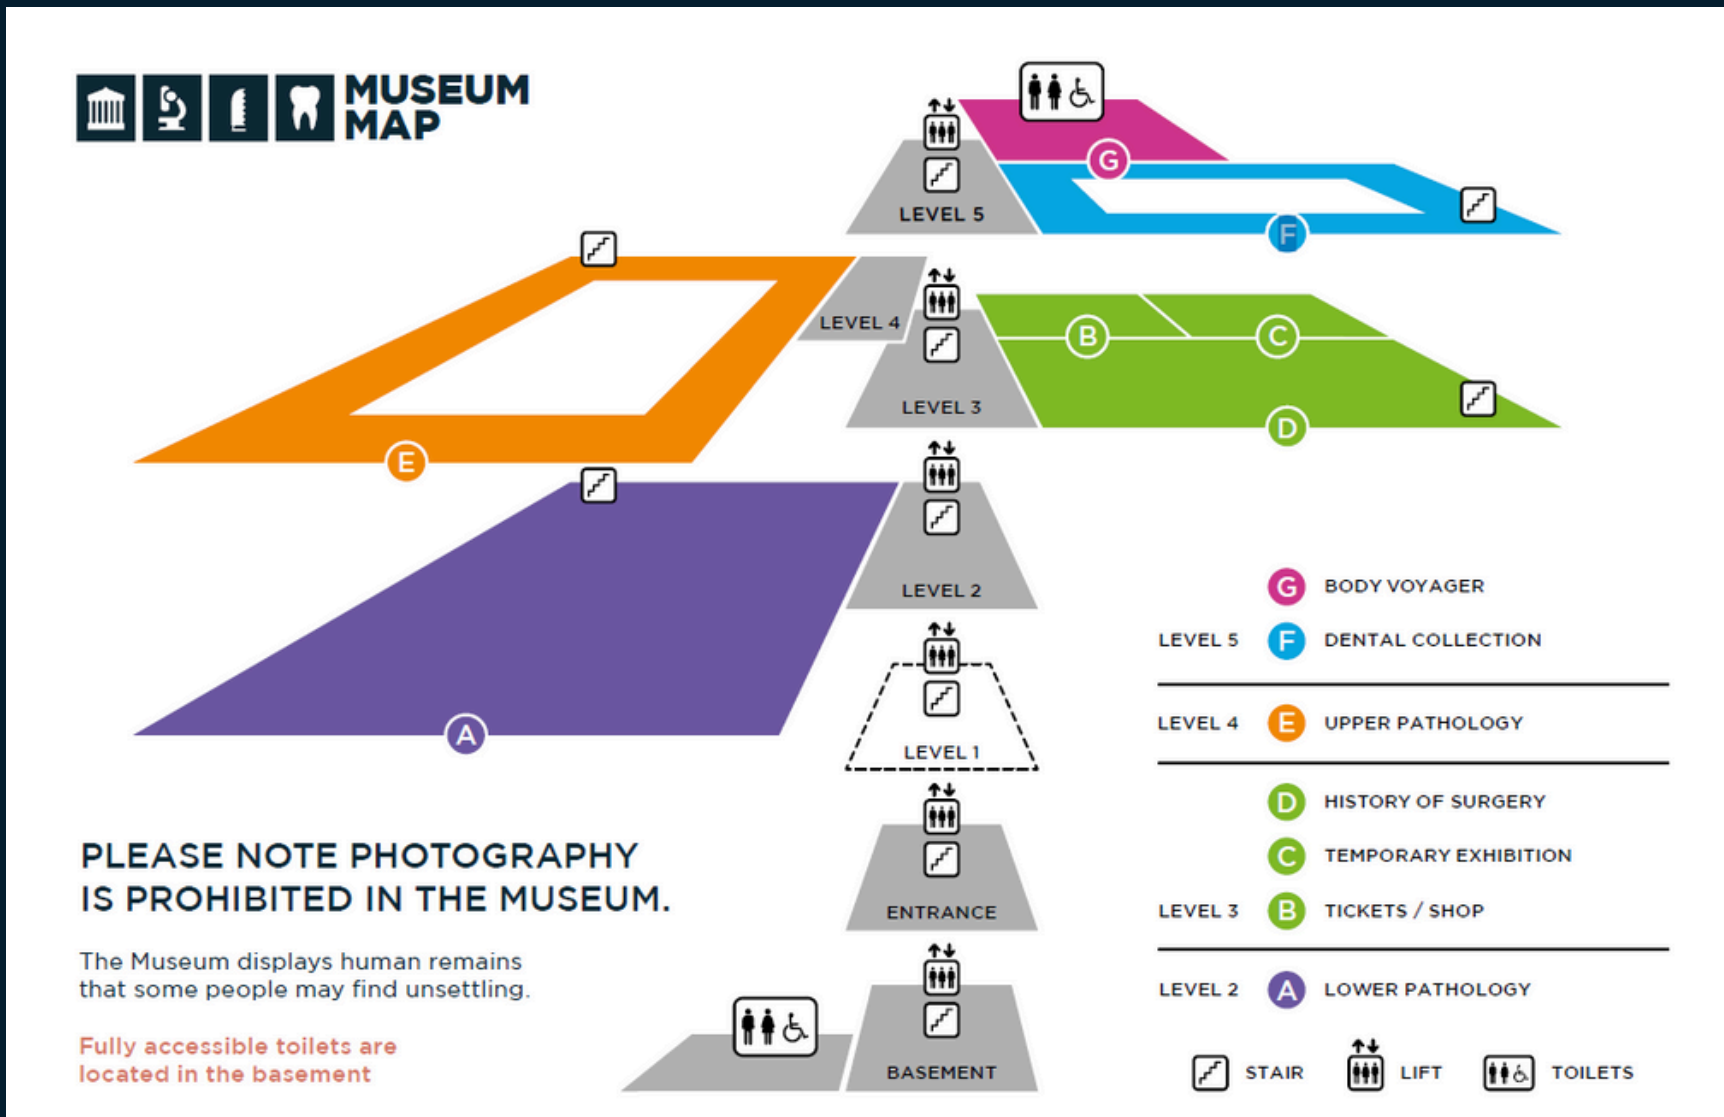 MUSEUM
MAP
G
LEVEL 5
F
LEVEL 4
B
C
LEVEL 3
D
E
LEVEL 2
A
LEVEL 1
ENTRANCE
BASEMENT
PLEASE NOTE PHOTOGRAPHY
IS PROHIBITED IN THE MUSEUM.
The Museum displays human remains
that some people may find unsettling.
Fully accessible toilets are
located in the basement
G BODY VOYAGER
LEVEL 5 F DENTAL COLLECTION
LEVEL 4 E UPPER PATHOLOGY
D HISTORY OF SURGERY
C TEMPORARY EXHIBITION
LEVEL 3 B TICKETS / SHOP
LEVEL 2 A LOWER PATHOLOGY
STAIR LIFT TOILETS